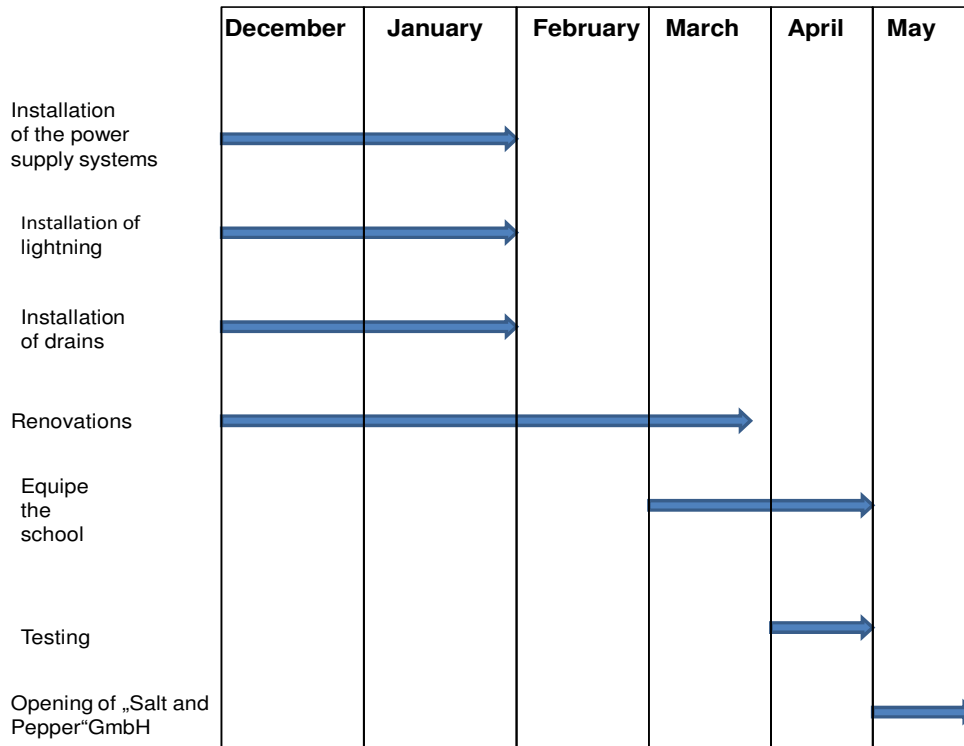 December January February March April May
Installation
of the power
supply systems
Installation of
lightning
Installation
of drains
Renovations
Equipe
the
school
Testing
Opening of „Salt and
Pepper“GmbH